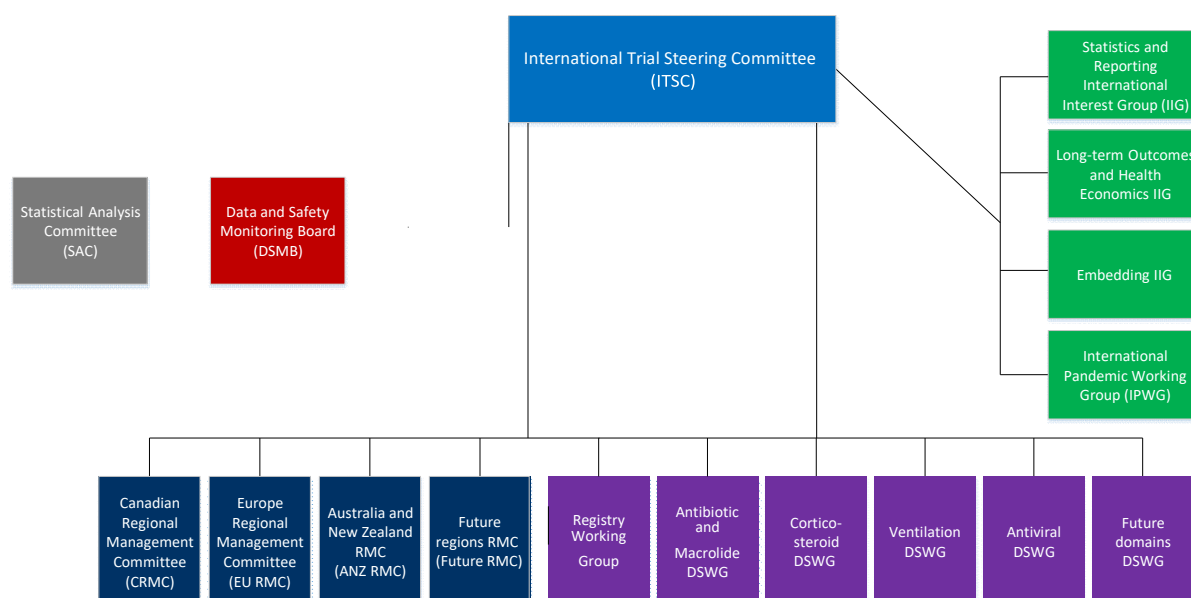 International Trial Steering Committee
(ITSC)
Statistics and
Reporting
International
Interest Group (IIG)
Long-term Outcomes
and Health
Economics IIG
Embedding IIG
International
Pandemic Working
Group (IPWG)
Statistical Analysis
Committee
(SAC)
Data and Safety
Monitoring Board
(DSMB)
Canadian
Regional
Management
Committee
(CRMC)
Europe
Regional
Management
Committee
(EU RMC)
Australia and
New Zealand
RMC
(ANZ RMC)
Future
regions RMC
(Future RMC)
Registry
Working
Group
Antibiotic and
Macrolide DSWG
Cortico-
steroid
DSWG
Ventilation
DSWG
Antiviral
DSWG
Future
domains
DSWG